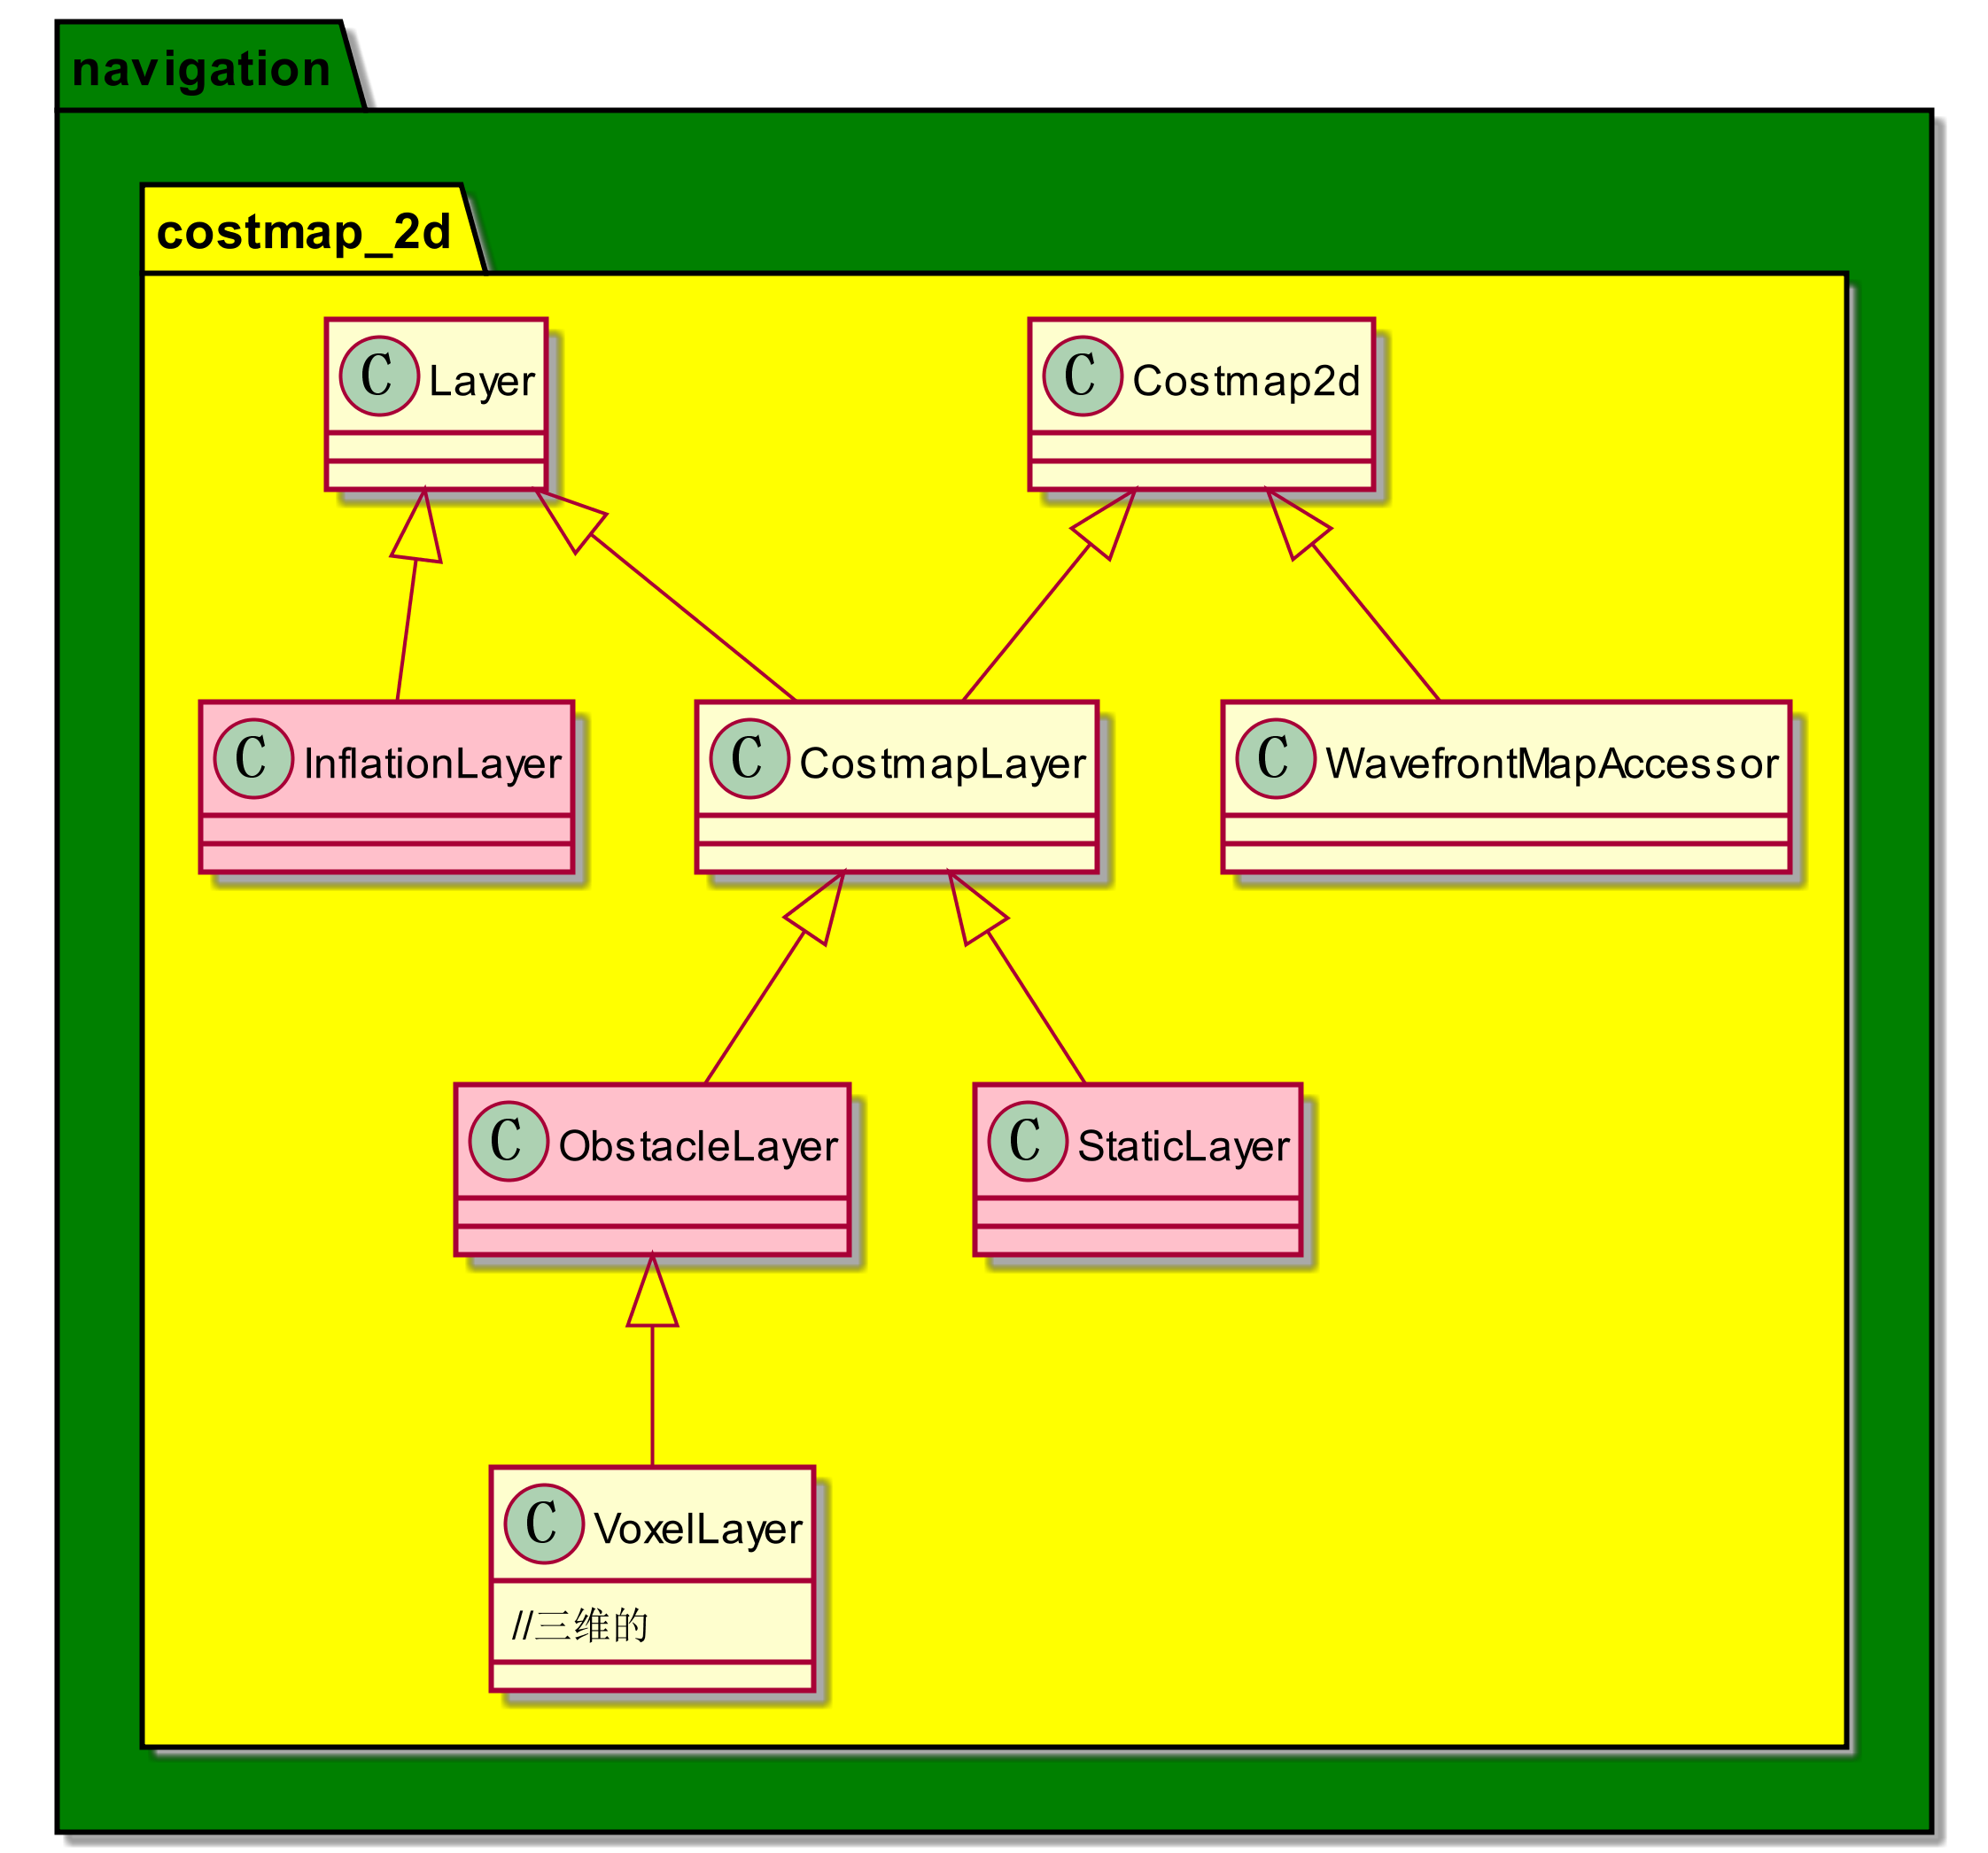 navigation
costmap_2d
C Layer
C Costmap2d
C InflationLayer
C CostmapLayer
C WavefrontMapAccessor
C ObstacleLayer
C StaticLayer
C VoxelLayer
//三维的